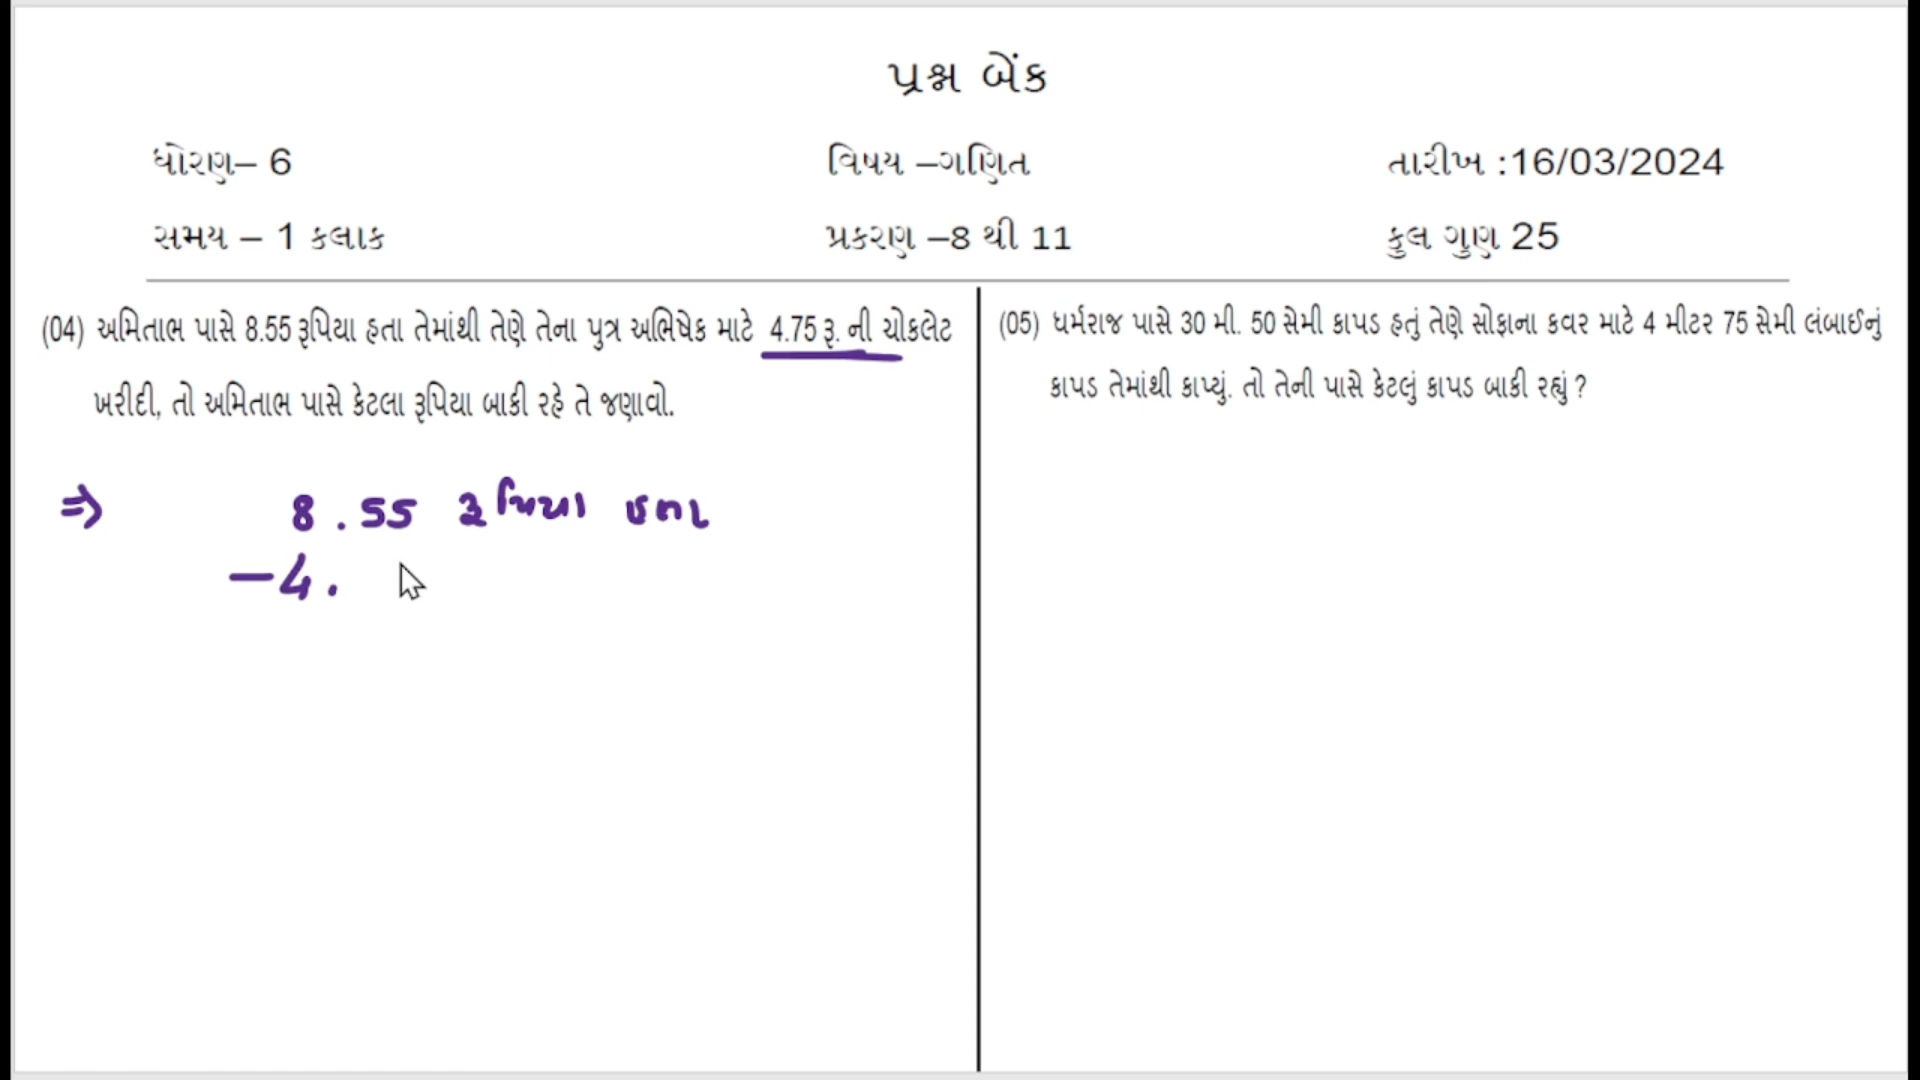 પ્રશ્ન બેંક
ધોરણ– 6 વિષય –ગણિત તારીખ :16/03/2024
સમય – 1 કલાક પ્રકરણ –8 થી 11 કુલ ગુણ 25
(04) અમિતાભ પાસે 8.55 રૂપિયા હતા તેમાંથી તેણે તેના પુત્ર અભિષેક માટે 4.75 રૂ. ની ચોકલેટ
ખરીદી, તો અમિતાભ પાસે કેટલા રૂપિયા બાકી રહે તે જણાવો.
⇒ 8.55 રૂપિયા હતા
– 4.
(05) ધર્મરાજ પાસે 30 મી. 50 સેમી કાપડ હતું તેણે સોફાના કવર માટે 4 મીટર 75 સેમી લંબાઈનું
કાપડ તેમાંથી કાપ્યું. તો તેની પાસે કેટલું કાપડ બાકી રહ્યું ?